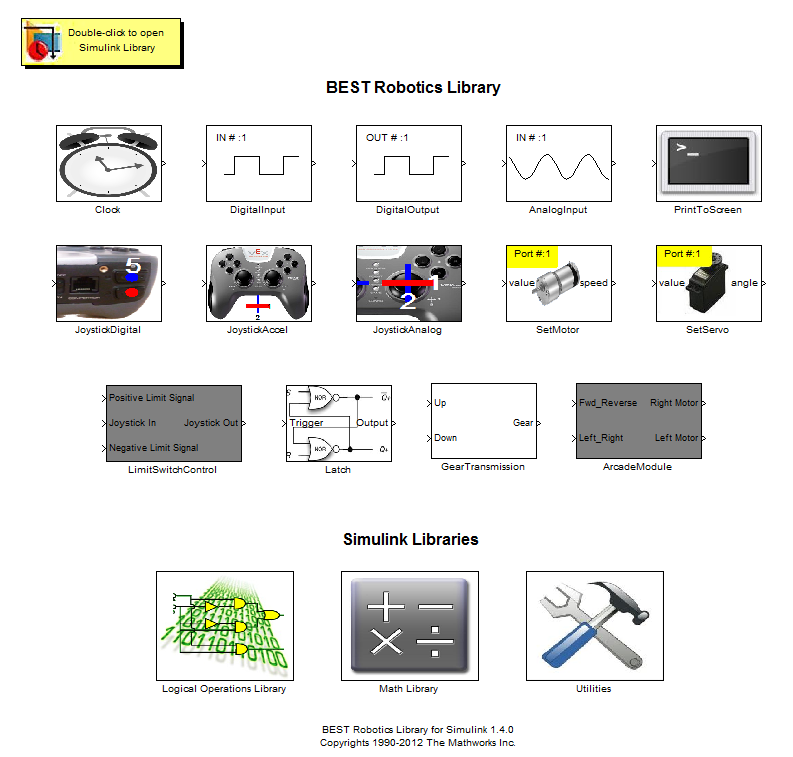 Double-click to open
Simulink Library
BEST Robotics Library
IN # :1
OUT # :1
IN # :1
>_
Clock
DigitalInput
DigitalOutput
AnalogInput
PrintToScreen
5
VEX
2
1
2
Port #:1
value
speed
Port #:1
value
angle
JoystickDigital
JoystickAccel
JoystickAnalog
SetMotor
SetServo
Positive Limit Signal
Joystick In
Joystick Out
Negative Limit Signal
S
NOR
Trigger
Output
R
NOR
Up
Gear
Down
Fwd_Reverse
Right Motor
Left_Right
Left Motor
LimitSwitchControl
Latch
GearTransmission
ArcadeModule
Simulink Libraries
Logical Operations Library
Math Library
Utilities
BEST Robotics Library for Simulink 1.4.0
Copyrights 1990-2012 The Mathworks Inc.